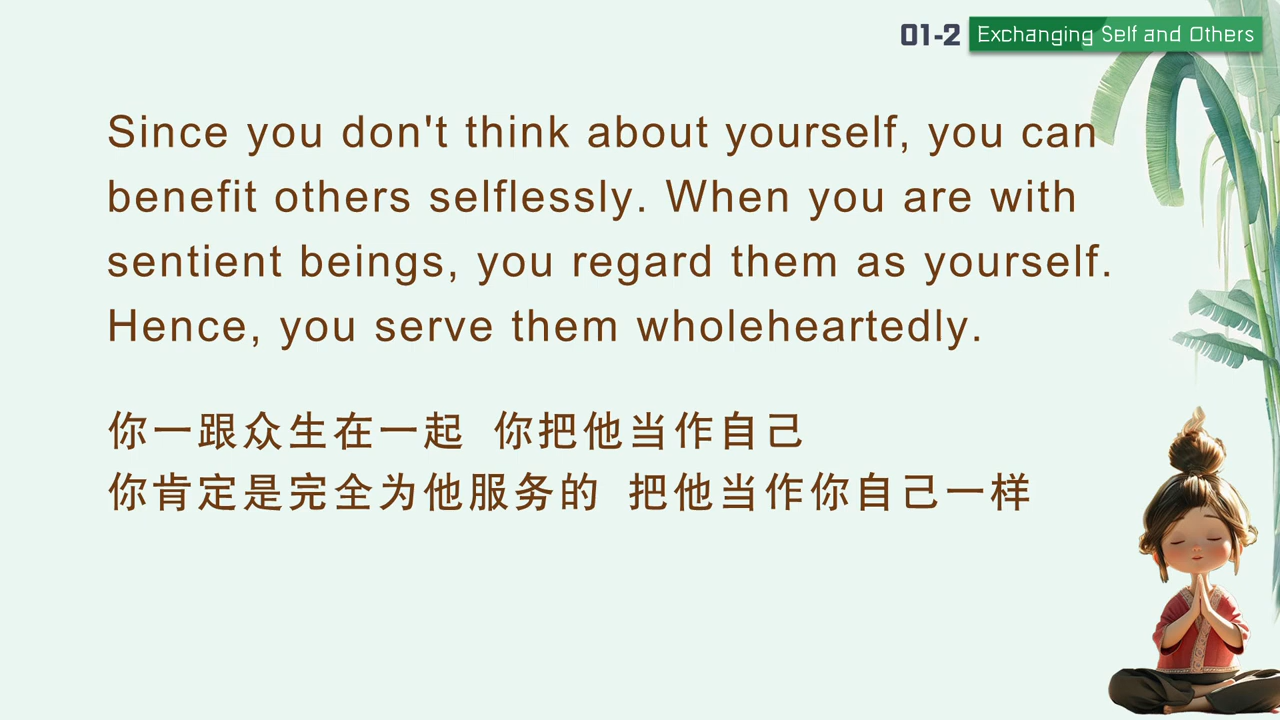 01-2 Exchanging Self and Others
Since you don't think about yourself, you can
benefit others selflessly. When you are with
sentient beings, you regard them as yourself.
Hence, you serve them wholeheartedly.
你一跟众生在一起 你把他当作自己
你肯定是完全为他服务的 把他当作你自己一样